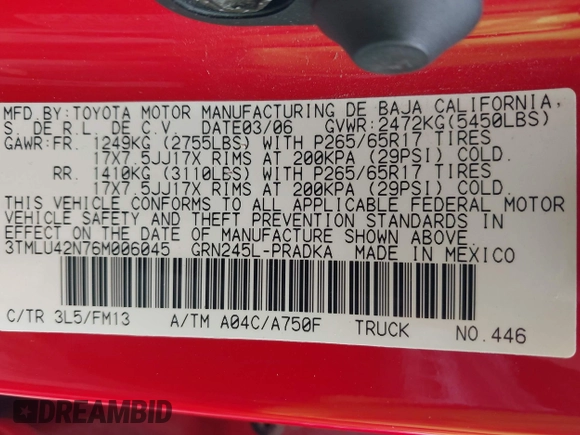 MFD.BY:TOYOTA MOTOR MANUFACTURING DE BAJA CALIFORNIA,
S. DE R.L. DE C.V. DATE03/06 GVWR:2472KG(5450LBS)
GAWR:FR. 1249KG (2755LBS) WITH P265/65R17 TIRES
17X7.5JJ17X RIMS AT 200KPA (29PSI) COLD.
RR. 1410KG (3110LBS) WITH P265/65R17 TIRES
17X7.5JJ17X RIMS AT 200KPA (29PSI) COLD.
THIS VEHICLE CONFORMS TO ALL APPLICABLE FEDERAL MOTOR
VEHICLE SAFETY AND THEFT PREVENTION STANDARDS IN
EFFECT ON THE DATE OF MANUFACTURE SHOWN ABOVE.
3TMLU42N76M006045 GRN245L-PRADKA MADE IN MEXICO
C/TR 3L5/FM13 A/TM A04C/A750F TRUCK NO.446
DREAMBID